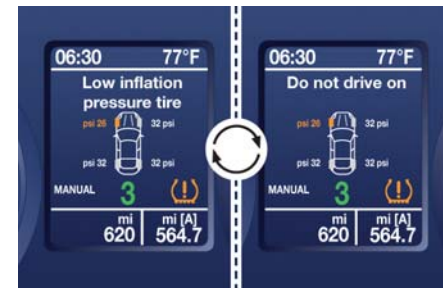 06:30 77°F
Low inflation
pressure tire
psi 26 32 psi
psi 32 32 psi
MANUAL 3 (!)
mi mi [A]
620 564.7
06:30 77°F
Do not drive on
psi 26 32 psi
psi 32 32 psi
MANUAL 3 (!)
mi mi [A]
620 564.7